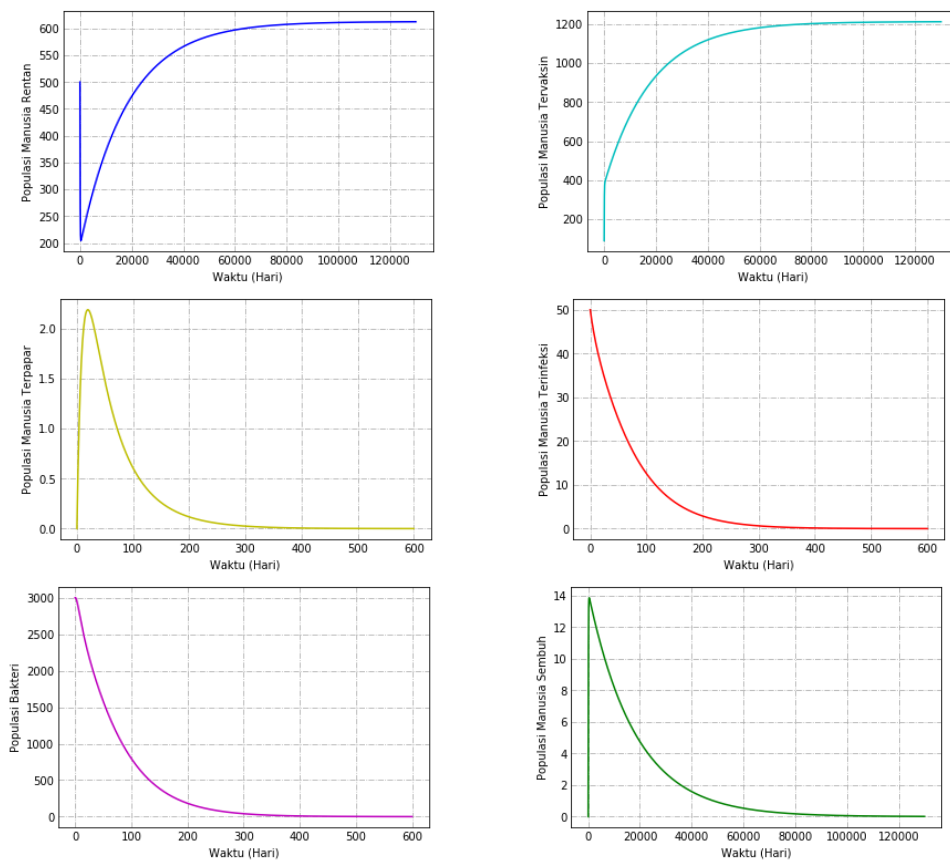 Populasi Manusia Rentan
600
550
500
450
400
350
300
250
200
0 20000 40000 60000 80000 100000 120000
Waktu (Hari)
Populasi Manusia Tervaksin
1200
1000
800
600
400
200
0 20000 40000 60000 80000 100000 120000
Waktu (Hari)
Populasi Manusia Terpapar
2.0
1.5
1.0
0.5
0.0
0 100 200 300 400 500 600
Waktu (Hari)
Populasi Manusia Terinfeksi
50
40
30
20
10
0
0 100 200 300 400 500 600
Waktu (Hari)
Populasi Bakteri
3000
2500
2000
1500
1000
500
0
0 100 200 300 400 500 600
Waktu (Hari)
Populasi Manusia Sembuh
14
12
10
8
6
4
2
0
0 20000 40000 60000 80000 100000 120000
Waktu (Hari)